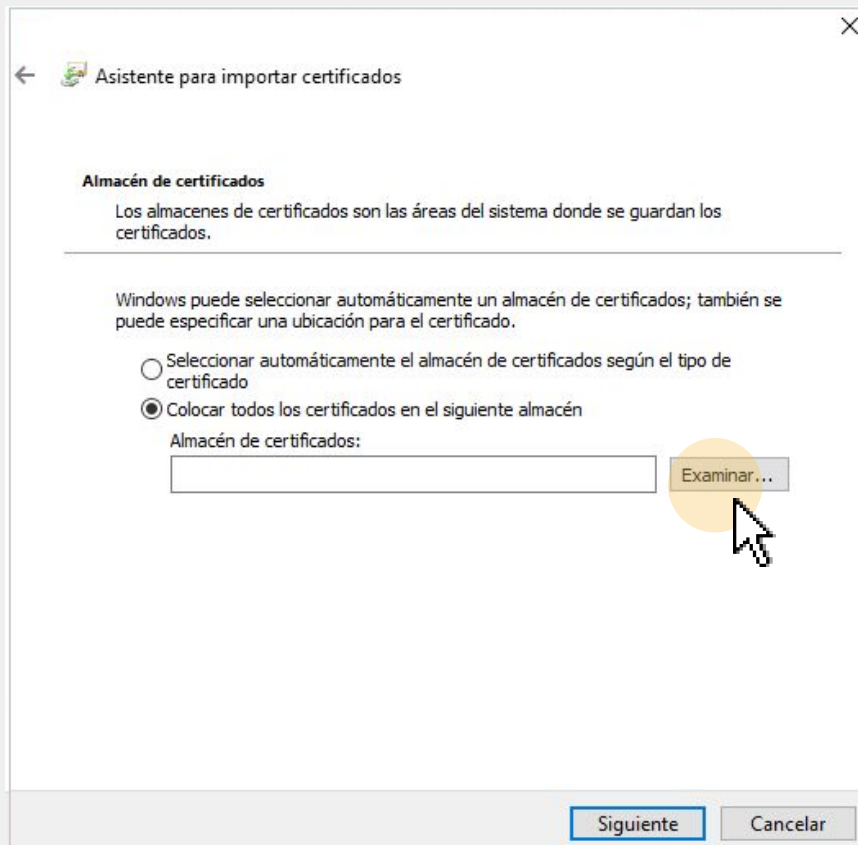 Asistente para importar certificados
Almacén de certificados
Los almacenes de certificados son las áreas del sistema donde se guardan los
certificados.
Windows puede seleccionar automáticamente un almacén de certificados; también se
puede especificar una ubicación para el certificado.
Seleccionar automáticamente el almacén de certificados según el tipo de
certificado
Colocar todos los certificados en el siguiente almacén
Almacén de certificados:
Examinar...
Siguiente
Cancelar